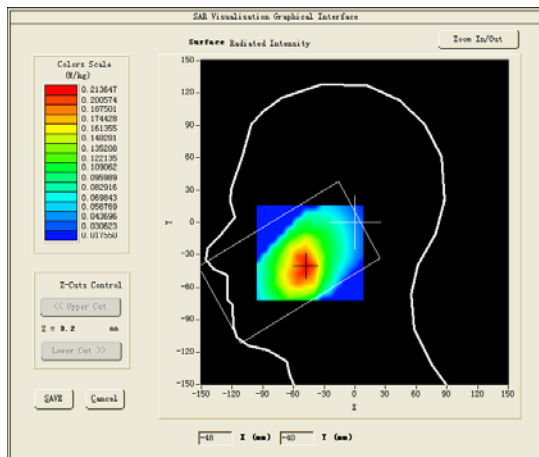 SAR Visualisation Graphical Interface
Surface Radiated Intensity
Zoom In/Out
Colors Scale
(W/kg)
0.213647
0.200574
0.187501
0.174428
0.161355
0.148281
0.135208
0.122135
0.109062
0.095989
0.082916
0.069843
0.056769
0.043696
0.030623
0.017550
Z-Cuts Control
<< Upper Cut
Z = 3.2 mm
Lower Cut >>
SAVE
Cancel
150
120
90
60
30
0
-30
-60
-90
-120
-150
Y
-150 -120 -90 -60 -30 0 30 60 90 120 150
X
-48 X (mm) -40 Y (mm)